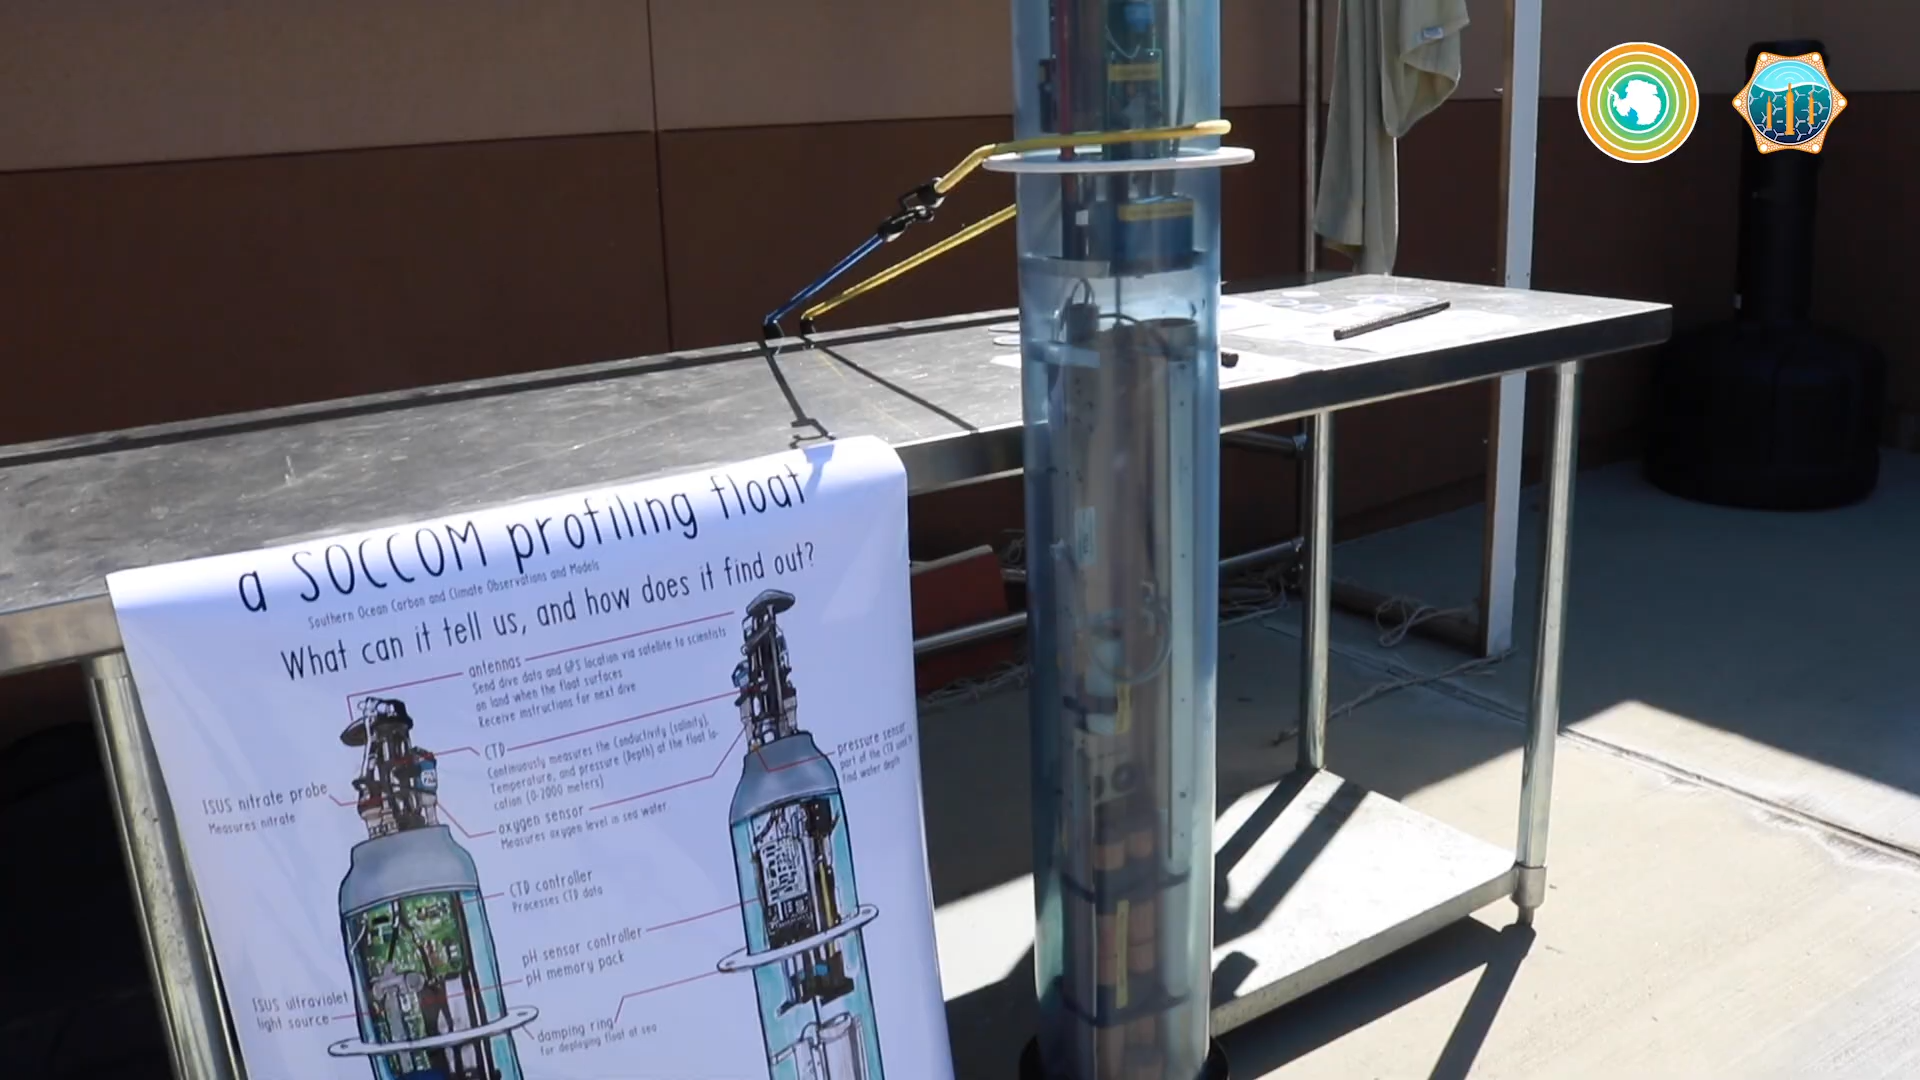 a SOCCOM profiling float
Southern Ocean Carbon and Climate Observations and Models
What can it tell us, and how does it find out?
antennas
Send dive data and GPS location via satellite to scientists
on land when the float surfaces
Receive instructions for next dive
CTD
Continuously measures the Conductivity (salinity),
Temperature, and pressure (Depth) at the float lo-
cation (0-2000 meters)
pressure sensor
part of the CTD used to
find water depth
ISUS nitrate probe
Measures nitrate
oxygen sensor
Measures oxygen level in sea water
CTD controller
Processes CTD data
pH sensor controller
pH memory pack
ISUS ultraviolet
light source
damping ring
for deploying float at sea